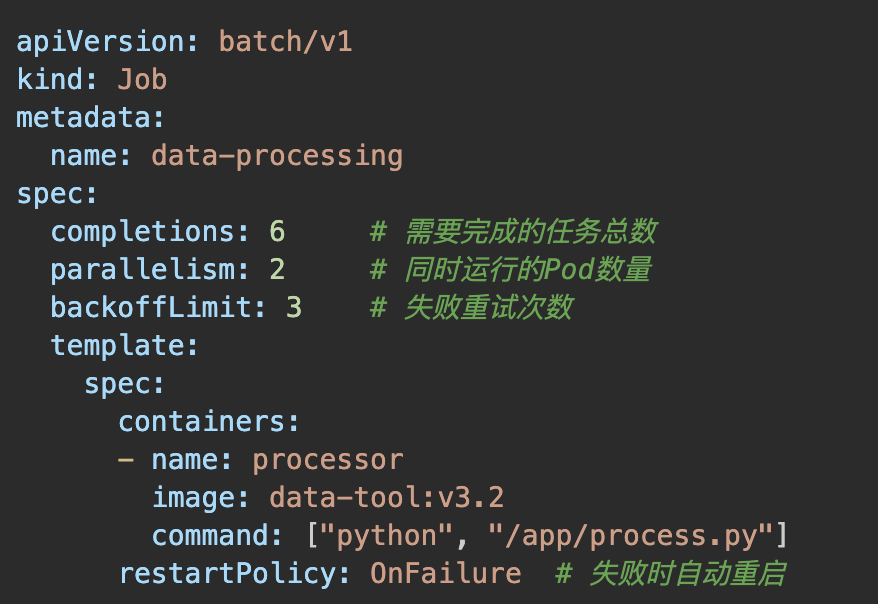 apiVersion: batch/v1
kind: Job
metadata:
  name: data-processing
spec:
  completions: 6     # 需要完成的任务总数
  parallelism: 2     # 同时运行的Pod数量
  backoffLimit: 3    # 失败重试次数
  template:
    spec:
      containers:
      - name: processor
        image: data-tool:v3.2
        command: ["python", "/app/process.py"]
      restartPolicy: OnFailure  # 失败时自动重启